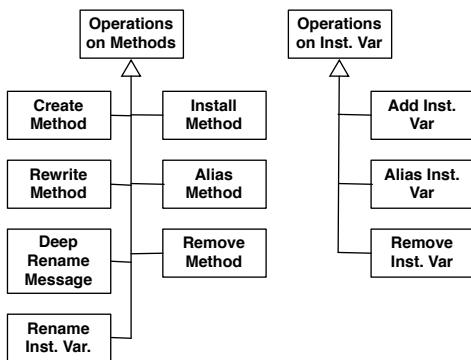 Operations
on Methods
Operations
on Inst. Var
Create
Method
Install
Method
Add Inst.
Var
Rewrite
Method
Alias
Method
Alias Inst.
Var
Deep
Rename
Message
Remove
Method
Remove
Inst. Var
Rename
Inst. Var.